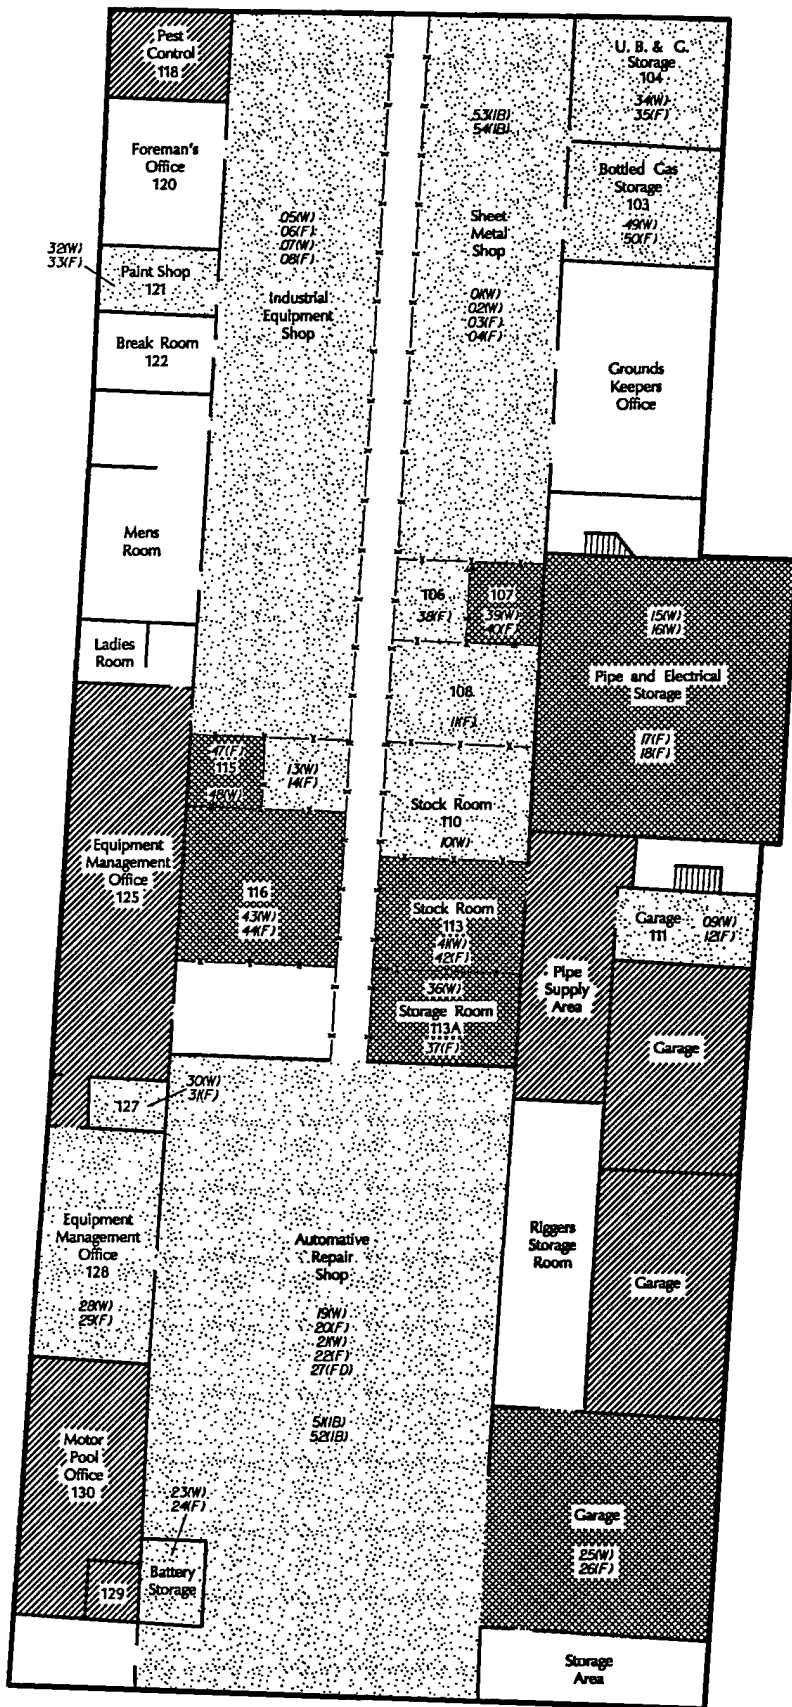 Pest
Control
118
U. B. & G.
Storage
104
34(W)
35(F)
53(IB)
54(IB)
Foreman's
Office
120
Bottled Gas
Storage
103
49(W)
50(F)
05(W)
06(F)
07(W)
08(F)
Industrial
Equipment
Shop
Sheet
Metal
Shop
01(W)
02(W)
03(F)
04(F)
32(W)
33(F)
Paint Shop
121
Break Room
122
Grounds
Keepers
Office
Mens
Room
106
38(F)
107
39(W)
40(F)
15(W)
16(W)
Pipe and Electrical
Storage
17(F)
18(F)
Ladies
Room
108
11(F)
47(F)
115
48(W)
13(W)
14(F)
Stock Room
110
10(W)
Equipment
Management
Office
125
116
43(W)
44(F)
Stock Room
113
41(W)
42(F)
Garage
111
09(W)
12(F)
36(W)
Storage Room
113A
37(F)
Pipe
Supply
Area
Garage
127
30(W)
31(F)
Equipment
Management
Office
128
28(W)
29(F)
Automative
Repair
Shop
19(W)
20(F)
21(W)
22(F)
27(FD)
51(IB)
52(IB)
Riggers
Storage
Room
Garage
Motor
Pool
Office
130
23(W)
24(F)
Battery
Storage
129
Garage
25(W)
26(F)
Storage
Area